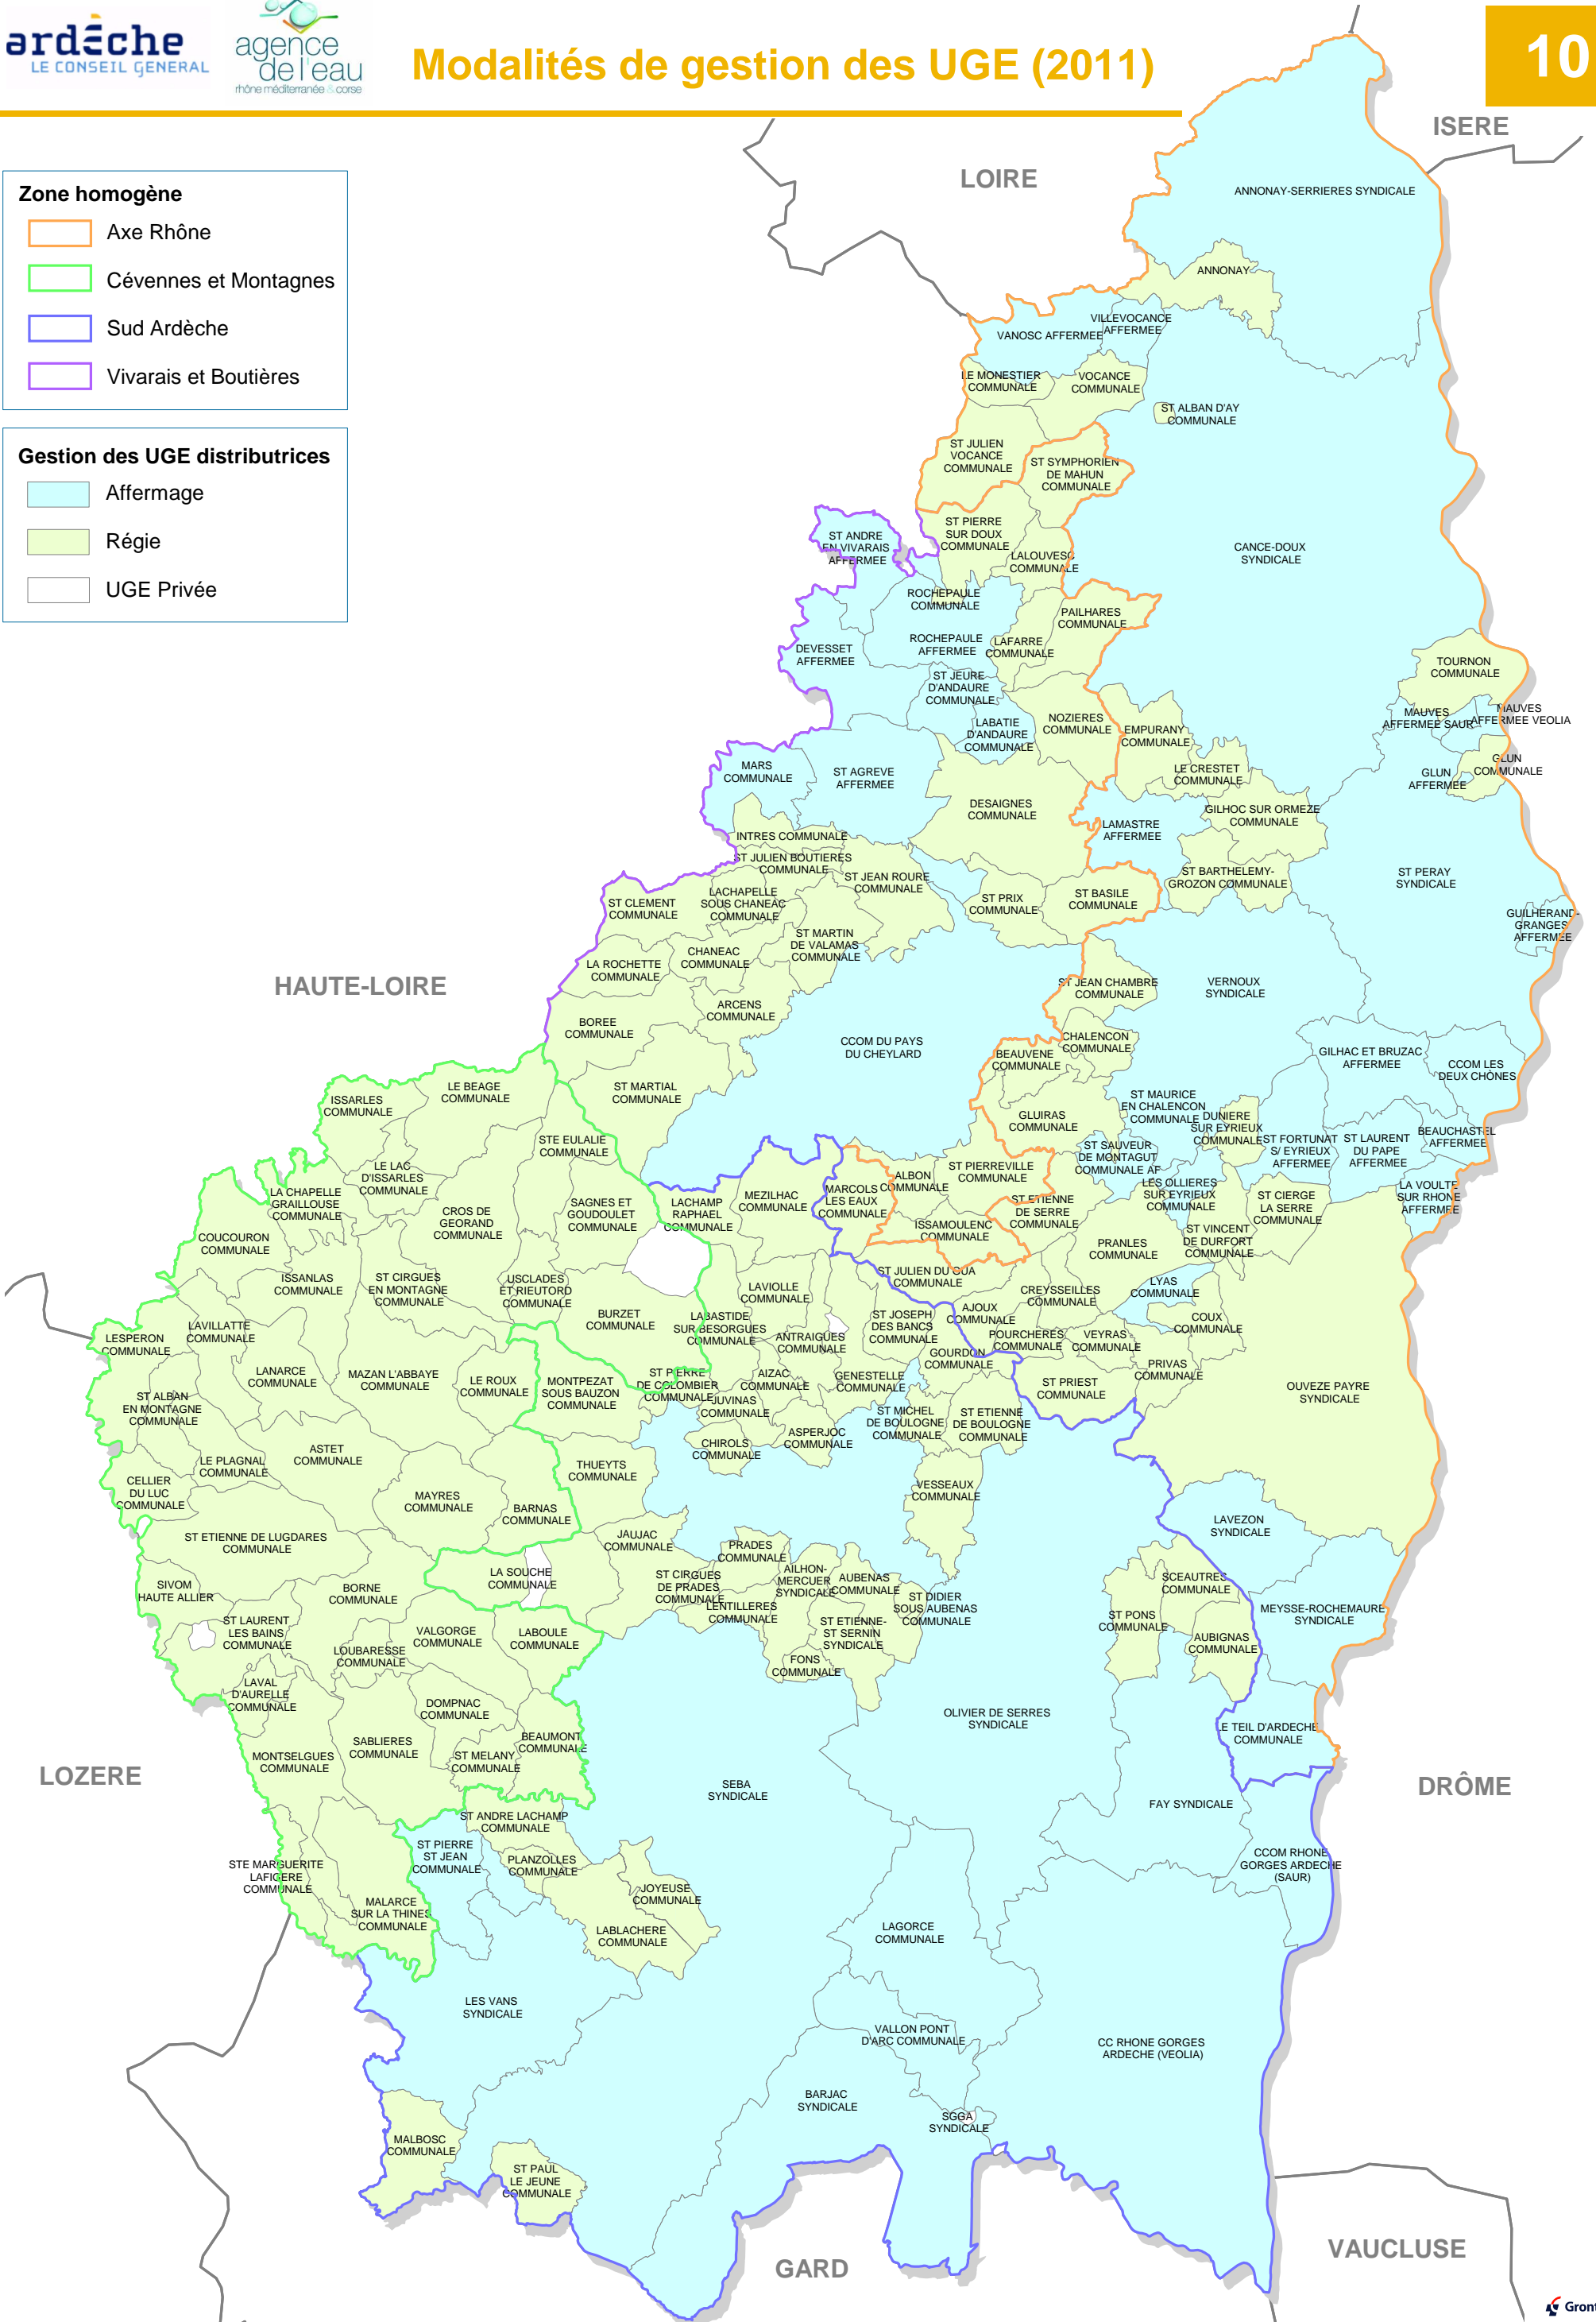 ardèche
LE CONSEIL GENERAL
agence
de l'eau
rhône méditerranée & corse
Modalités de gestion des UGE (2011)
10
Zone homogène
Axe Rhône
Cévennes et Montagnes
Sud Ardèche
Vivarais et Boutières
Gestion des UGE distributrices
Affermage
Régie
UGE Privée
ISERE
LOIRE
ANNONAY-SERRIERES SYNDICALE
ANNONAY
VILLEVOCANCE
AFFERMEE
VANOSC AFFERMEE
LE MONESTIER
COMMUNALE
VOCANCE
COMMUNALE
ST ALBAN D'AY
COMMUNALE
ST JULIEN
VOCANCE
COMMUNALE
ST SYMPHORIEN
DE MAHUN
COMMUNALE
ST PIERRE
SUR DOUX
COMMUNALE
ST ANDRE
EN VIVARAIS
AFFERMEE
LALOUVESC
COMMUNALE
CANCE-DOUX
SYNDICALE
ROCHEPAULE
COMMUNALE
PAILHARES
COMMUNALE
ROCHEPAULE
AFFERMEE
LAFARRE
COMMUNALE
DEVESSET
AFFERMEE
TOURNON
COMMUNALE
ST JEURE
D'ANDAURE
COMMUNALE
MAUVES
AFFERMEE SAUR
MAUVES
AFFERMEE VEOLIA
LABATIE
D'ANDAURE
COMMUNALE
NOZIERES
COMMUNALE
EMPURANY
COMMUNALE
MARS
COMMUNALE
ST AGREVE
AFFERMEE
LE CRESTET
COMMUNALE
GLUN
AFFERMEE
GLUN
COMMUNALE
DESAIGNES
COMMUNALE
GILHOC SUR ORMEZE
COMMUNALE
LAMASTRE
AFFERMEE
INTRES COMMUNALE
ST JULIEN BOUTIERES
COMMUNALE
ST JEAN ROURE
COMMUNALE
ST BARTHELEMY-
GROZON COMMUNALE
ST PERAY
SYNDICALE
ST CLEMENT
COMMUNALE
LACHAPELLE
SOUS CHANEAC
COMMUNALE
ST PRIX
COMMUNALE
ST BASILE
COMMUNALE
GUILHERAND-
GRANGES
AFFERMEE
ST MARTIN
DE VALAMAS
COMMUNALE
CHANEAC
COMMUNALE
LA ROCHETTE
COMMUNALE
HAUTE-LOIRE
ST JEAN CHAMBRE
COMMUNALE
VERNOUX
SYNDICALE
ARCENS
COMMUNALE
BOREE
COMMUNALE
CCOM DU PAYS
DU CHEYLARD
CHALENCON
COMMUNALE
BEAUVENE
COMMUNALE
GILHAC ET BRUZAC
AFFERMEE
CCOM LES
DEUX CHÒNES
LE BEAGE
COMMUNALE
ST MARTIAL
COMMUNALE
ISSARLES
COMMUNALE
ST MAURICE
EN CHALENCON
COMMUNALE
GLUIRAS
COMMUNALE
DUNIERE
SUR EYRIEUX
COMMUNALE
STE EULALIE
COMMUNALE
ST SAUVEUR
DE MONTAGUT
COMMUNALE AF
ST FORTUNAT
S/ EYRIEUX
AFFERMEE
ST LAURENT
DU PAPE
AFFERMEE
BEAUCHASTEL
AFFERMEE
LE LAC
D'ISSARLES
COMMUNALE
ALBON
COMMUNALE
ST PIERREVILLE
COMMUNALE
LA CHAPELLE
GRAILLOUSE
COMMUNALE
SAGNES ET
GOUDOULET
COMMUNALE
LACHAMP
RAPHAEL
COMMUNALE
MEZILHAC
COMMUNALE
MARCOLS
LES EAUX
COMMUNALE
LES OLLIERES
SUR EYRIEUX
COMMUNALE
LA VOULTE
SUR RHONE
AFFERMEE
ST CIERGE
LA SERRE
COMMUNALE
CROS DE
GEORAND
COMMUNALE
ST ETIENNE
DE SERRE
COMMUNALE
ISSAMOULENC
COMMUNALE
ST VINCENT
DE DURFORT
COMMUNALE
COUCOURON
COMMUNALE
PRANLES
COMMUNALE
ISSANLAS
COMMUNALE
ST CIRGUES
EN MONTAGNE
COMMUNALE
USCLADES
ET RIEUTORD
COMMUNALE
ST JULIEN DU GUA
COMMUNALE
LAVIOLLE
COMMUNALE
CREYSSEILLES
COMMUNALE
LYAS
COMMUNALE
BURZET
COMMUNALE
LABASTIDE
SUR BESORGUES
COMMUNALE
ST JOSEPH
DES BANCS
COMMUNALE
AJOUX
COMMUNALE
COUX
COMMUNALE
LESPERON
COMMUNALE
LAVILLATTE
COMMUNALE
ANTRAIGUES
COMMUNALE
POURCHERES
COMMUNALE
VEYRAS
COMMUNALE
GOURDON
COMMUNALE
PRIVAS
COMMUNALE
LANARCE
COMMUNALE
MAZAN L'ABBAYE
COMMUNALE
LE ROUX
COMMUNALE
MONTPEZAT
SOUS BAUZON
COMMUNALE
ST PIERRE
DE COLOMBIER
COMMUNALE
AIZAC
COMMUNALE
GENESTELLE
COMMUNALE
ST PRIEST
COMMUNALE
OUVEZE PAYRE
SYNDICALE
ST ALBAN
EN MONTAGNE
COMMUNALE
JUVINAS
COMMUNALE
ST MICHEL
DE BOULOGNE
COMMUNALE
ST ETIENNE
DE BOULOGNE
COMMUNALE
ASPERJOC
COMMUNALE
CHIROLS
COMMUNALE
ASTET
COMMUNALE
LE PLAGNAL
COMMUNALE
THUEYTS
COMMUNALE
CELLIER
DU LUC
COMMUNALE
VESSEAUX
COMMUNALE
MAYRES
COMMUNALE
BARNAS
COMMUNALE
LAVEZON
SYNDICALE
ST ETIENNE DE LUGDARES
COMMUNALE
JAUJAC
COMMUNALE
PRADES
COMMUNALE
LA SOUCHE
COMMUNALE
ST CIRGUES
DE PRADES
COMMUNALE
AILHON-
MERCUER
SYNDICALE
AUBENAS
COMMUNALE
SCEAUTRES
COMMUNALE
SIVOM
HAUTE ALLIER
BORNE
COMMUNALE
LENTILLERES
COMMUNALE
ST DIDIER
SOUS AUBENAS
COMMUNALE
MEYSSE-ROCHEMAURE
SYNDICALE
ST LAURENT
LES BAINS
COMMUNALE
VALGORGE
COMMUNALE
LABOULE
COMMUNALE
ST ETIENNE-
ST SERNIN
SYNDICALE
ST PONS
COMMUNALE
AUBIGNAS
COMMUNALE
LOUBARESSE
COMMUNALE
FONS
COMMUNALE
LAVAL
D'AURELLE
COMMUNALE
DOMPNAC
COMMUNALE
OLIVIER DE SERRES
SYNDICALE
LE TEIL D'ARDECHE
COMMUNALE
SABLIERES
COMMUNALE
BEAUMONT
COMMUNALE
MONTSELGUES
COMMUNALE
ST MELANY
COMMUNALE
LOZERE
SEBA
SYNDICALE
DRÔME
FAY SYNDICALE
ST ANDRE LACHAMP
COMMUNALE
ST PIERRE
ST JEAN
COMMUNALE
PLANZOLLES
COMMUNALE
CCOM RHONE
GORGES ARDECHE
(SAUR)
STE MARGUERITE
LAFIGERE
COMMUNALE
JOYEUSE
COMMUNALE
MALARCE
SUR LA THINES
COMMUNALE
LABLACHERE
COMMUNALE
LAGORCE
COMMUNALE
LES VANS
SYNDICALE
VALLON PONT
D'ARC COMMUNALE
CC RHONE GORGES
ARDECHE (VEOLIA)
BARJAC
SYNDICALE
SGGA
SYNDICALE
MALBOSC
COMMUNALE
ST PAUL
LE JEUNE
COMMUNALE
GARD
VAUCLUSE